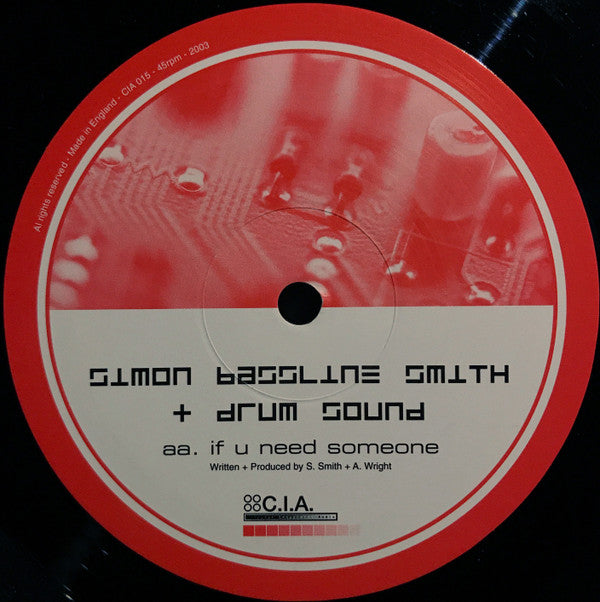 Al rights reserved - Made in England - CIA 015 - 45rpm - 2003
Simon Bassline Smith
+ drum sound
aa. if u need someone
Written + Produced by S. Smith + A. Wright
C.I.A.